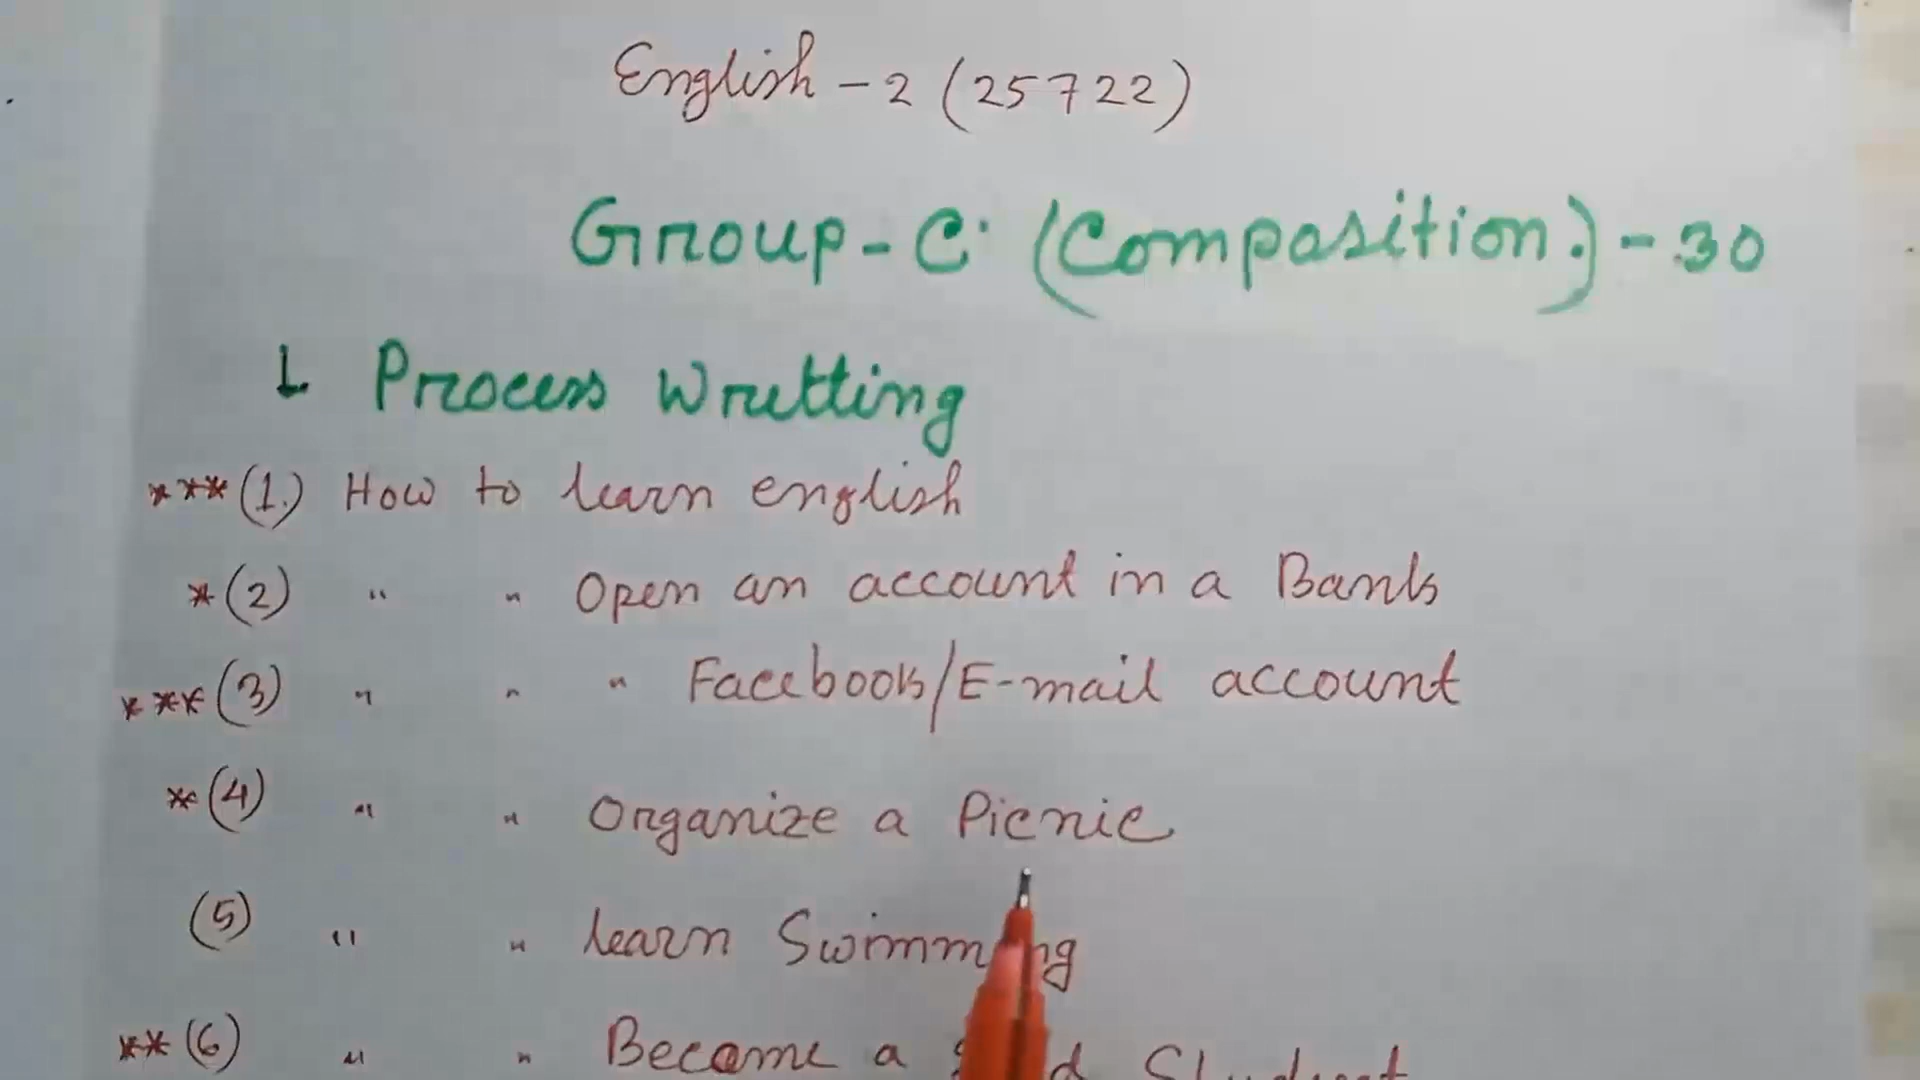 English - 2 (25722)
Group - C (Composition) - 30
1. Process Writting
***(1.) How to learn english
*(2) " " Open an account in a Bank
***(3) " " " Facebook/E-mail account
*(4) " " Organize a Picnic
(5) " " learn Swimming
**(6) " " Become a Student